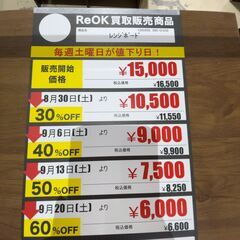 ReOK買取販売商品
レンジボード
毎週土曜日が値下り日！
販売開始価格 ¥15,000
税込価格 ¥16,500
8月30日(土) より
30%OFF ¥10,500
税込価格 ¥11,550
9月6日(土) より
40%OFF ¥9,000
税込価格 ¥9,900
9月13日(土) より
50%OFF ¥7,500
税込価格 ¥8,250
9月20日(土) より
60%OFF ¥6,000
税込価格 ¥6,600